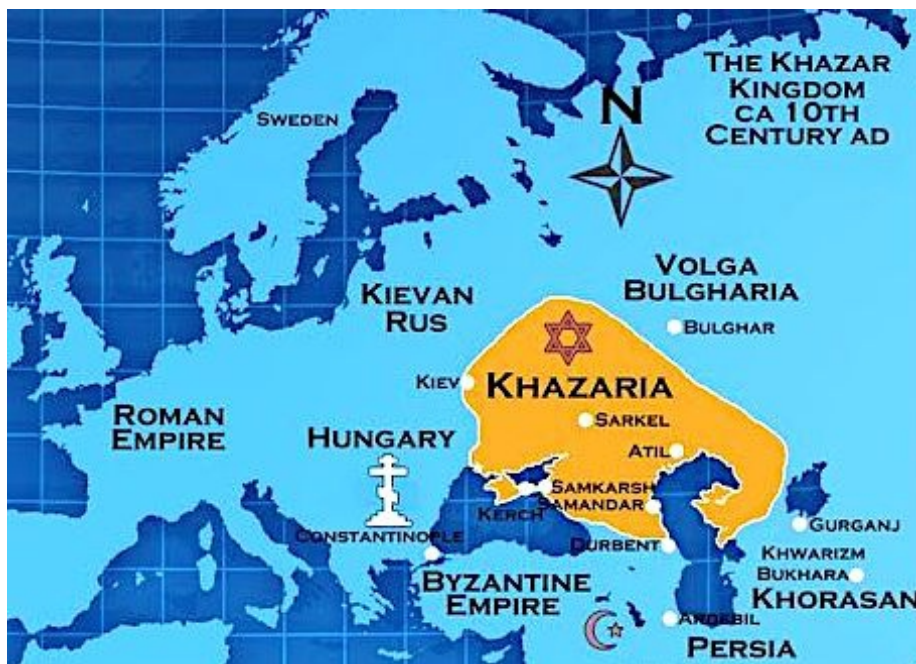 THE KHAZAR
KINGDOM
CA 10TH
CENTURY AD
N
SWEDEN
VOLGA
BULGHARIA
KIEVAN
RUS
BULGHAR
KIEV
KHAZARIA
ROMAN
EMPIRE
SARKEL
HUNGARY
ATIL
SAMKARSH
SAMANDAR
KERCH
GURGANJ
CONSTANTINOPLE
DURBENT
KHWARIZM
BYZANTINE
EMPIRE
BUKHARA
KHORASAN
ARDEBIL
PERSIA